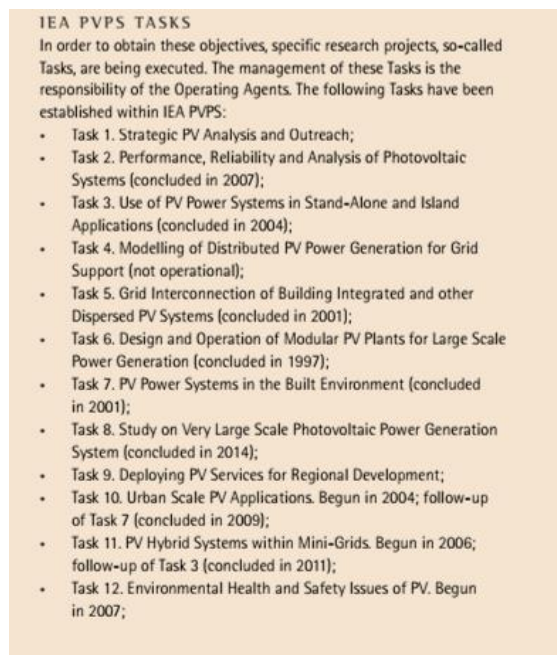 IEA PVPS TASKS
In order to obtain these objectives, specific research projects, so-called
Tasks, are being executed. The management of these Tasks is the
responsibility of the Operating Agents. The following Tasks have been
established within IEA PVPS:
• Task 1. Strategic PV Analysis and Outreach;
• Task 2. Performance, Reliability and Analysis of Photovoltaic
Systems (concluded in 2007);
• Task 3. Use of PV Power Systems in Stand-Alone and Island
Applications (concluded in 2004);
• Task 4. Modelling of Distributed PV Power Generation for Grid
Support (not operational);
• Task 5. Grid Interconnection of Building Integrated and other
Dispersed PV Systems (concluded in 2001);
• Task 6. Design and Operation of Modular PV Plants for Large Scale
Power Generation (concluded in 1997);
• Task 7. PV Power Systems in the Built Environment (concluded
in 2001);
• Task 8. Study on Very Large Scale Photovoltaic Power Generation
System (concluded in 2014);
• Task 9. Deploying PV Services for Regional Development;
• Task 10. Urban Scale PV Applications. Begun in 2004; follow-up
of Task 7 (concluded in 2009);
• Task 11. PV Hybrid Systems within Mini-Grids. Begun in 2006;
follow-up of Task 3 (concluded in 2011);
• Task 12. Environmental Health and Safety Issues of PV. Begun
in 2007;